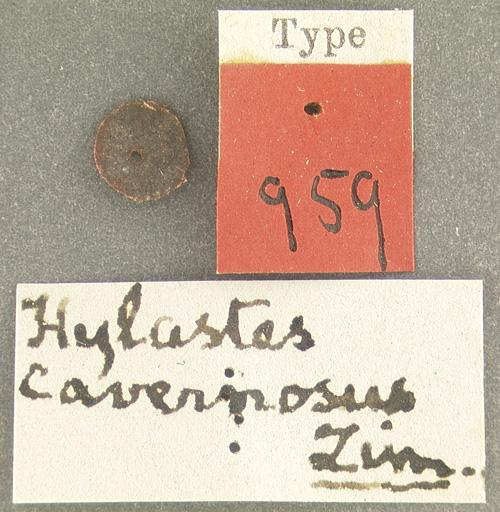 Type
959
Hylastes
cavernosus
Zim.